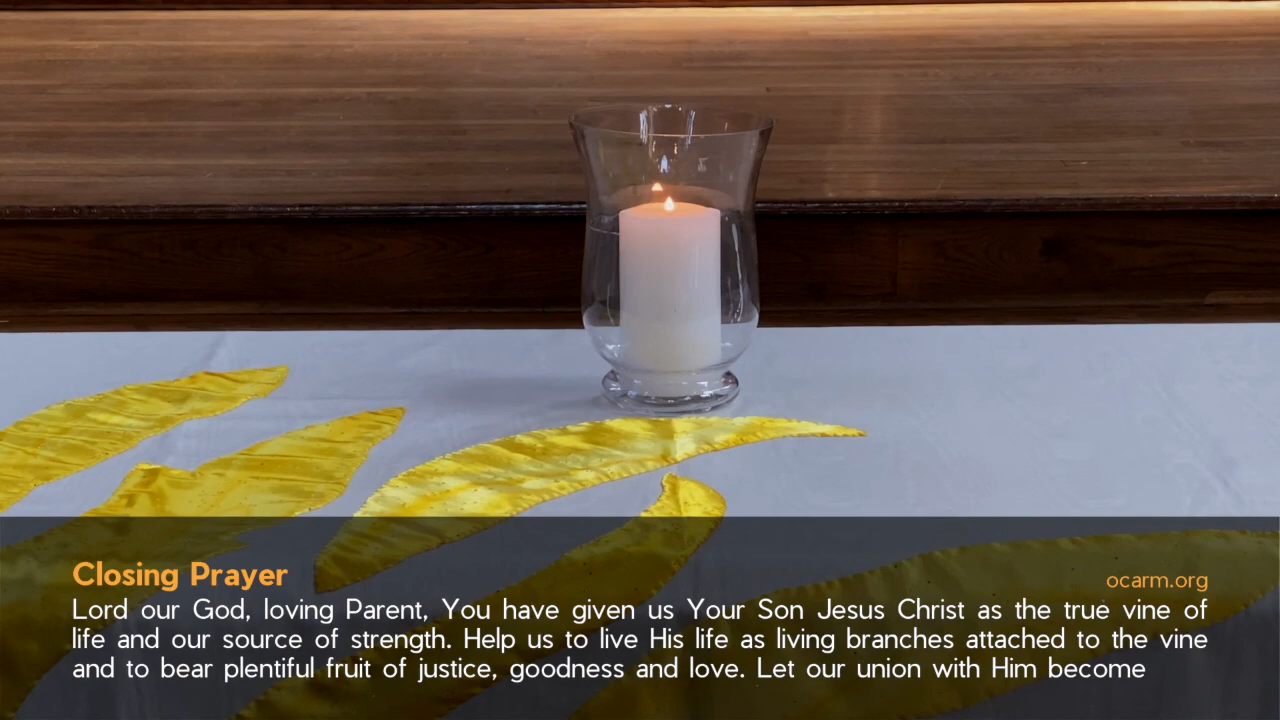 Closing Prayer
ocarm.org
Lord our God, loving Parent, You have given us Your Son Jesus Christ as the true vine of
life and our source of strength. Help us to live His life as living branches attached to the vine
and to bear plentiful fruit of justice, goodness and love. Let our union with Him become